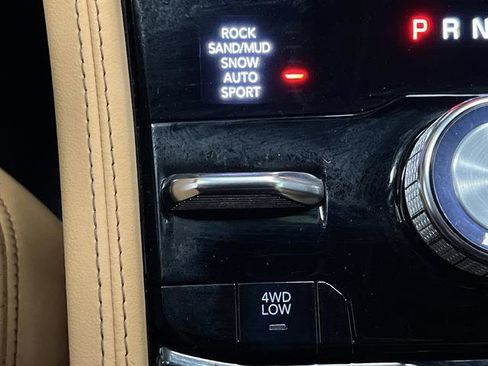 ROCK
SAND/MUD
SNOW
AUTO
SPORT
P R N
4WD
LOW